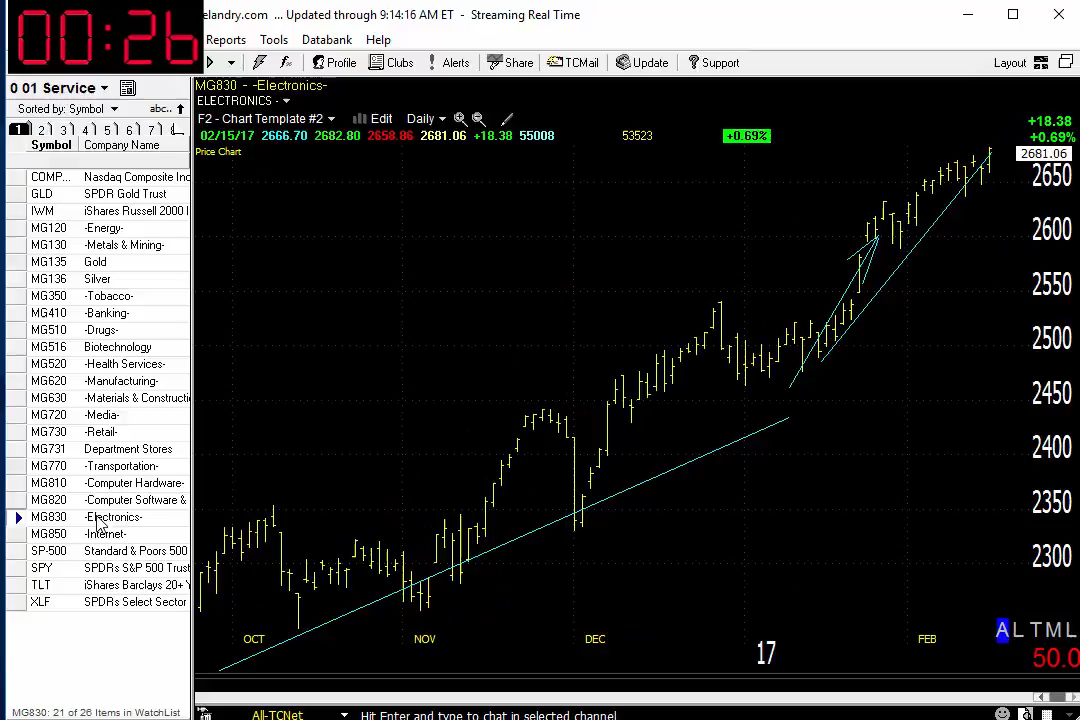 00:26
elandry.com ... Updated through 9:14:16 AM ET - Streaming Real Time
Reports Tools Databank Help
Profile Clubs Alerts Share TCMail Update Support Layout
0 01 Service
Sorted by: Symbol abc..
1 2 3 4 5 6 7
Symbol Company Name
COMP... Nasdaq Composite Ind
GLD SPDR Gold Trust
IWM iShares Russell 2000 I
MG120 -Energy-
MG130 -Metals & Mining-
MG135 Gold
MG136 Silver
MG350 -Tobacco-
MG410 -Banking-
MG510 -Drugs-
MG516 Biotechnology
MG520 -Health Services-
MG620 -Manufacturing-
MG630 -Materials & Constructi
MG720 -Media-
MG730 -Retail-
MG731 Department Stores
MG770 -Transportation-
MG810 -Computer Hardware-
MG820 -Computer Software &
MG830 -Electronics-
MG850 -Internet-
SP-500 Standard & Poors 500
SPY SPDRs S&P 500 Trust
TLT iShares Barclays 20+ Y
XLF SPDRs Select Sector
MG830: 21 of 26 Items in WatchList
MG830 - -Electronics-
ELECTRONICS -
F2 - Chart Template #2 Edit Daily
02/15/17 2666.70 2682.80 2658.86 2681.06 +18.38 55008 53523 +0.69%
Price Chart
+18.38
+0.69%
2681.06
2650
2600
2550
2500
2450
2400
2350
2300
OCT NOV DEC 17 FEB
A L T M L
50.0
All-TCNet Hit Enter and type to chat in selected channel